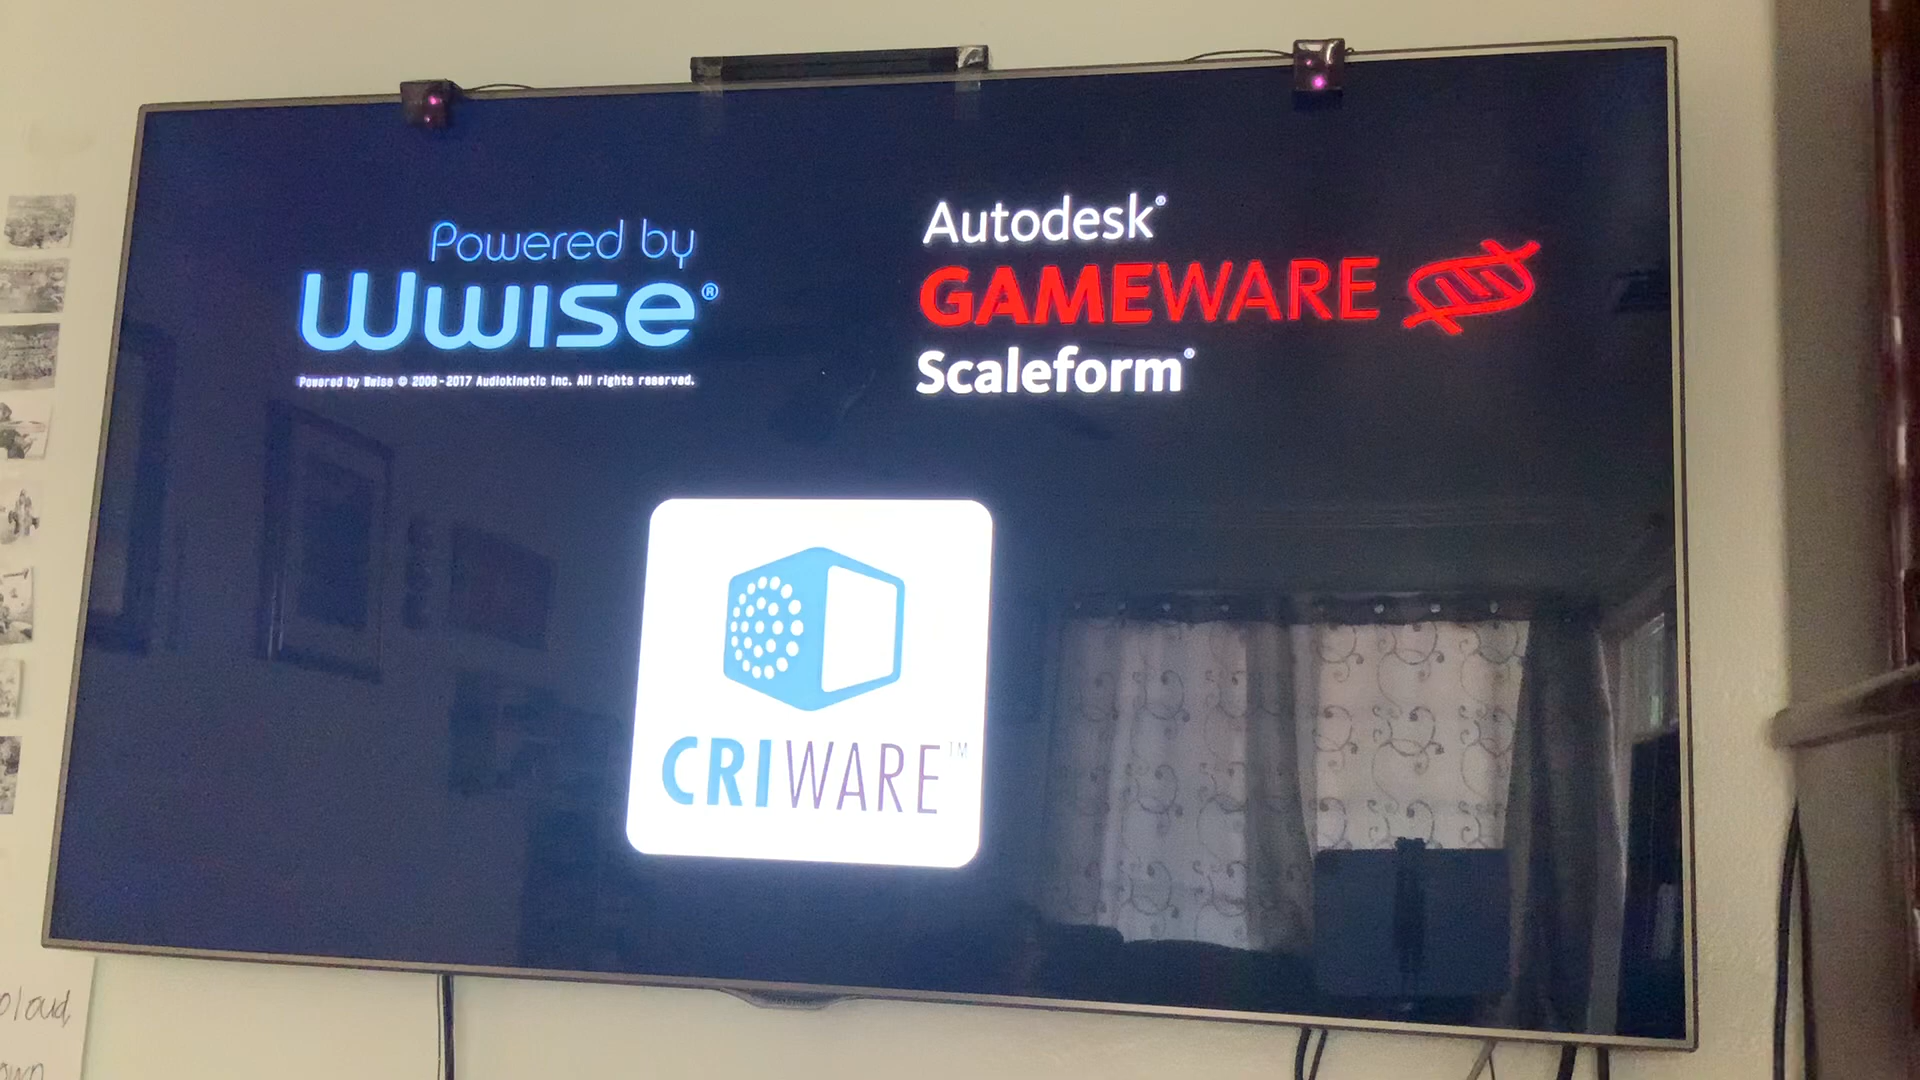 Powered by
Wwise®
Powered by Wwise © 2006-2017 Audiokinetic Inc. All rights reserved.
Autodesk®
GAMEWARE
Scaleform®
CRIWARE™